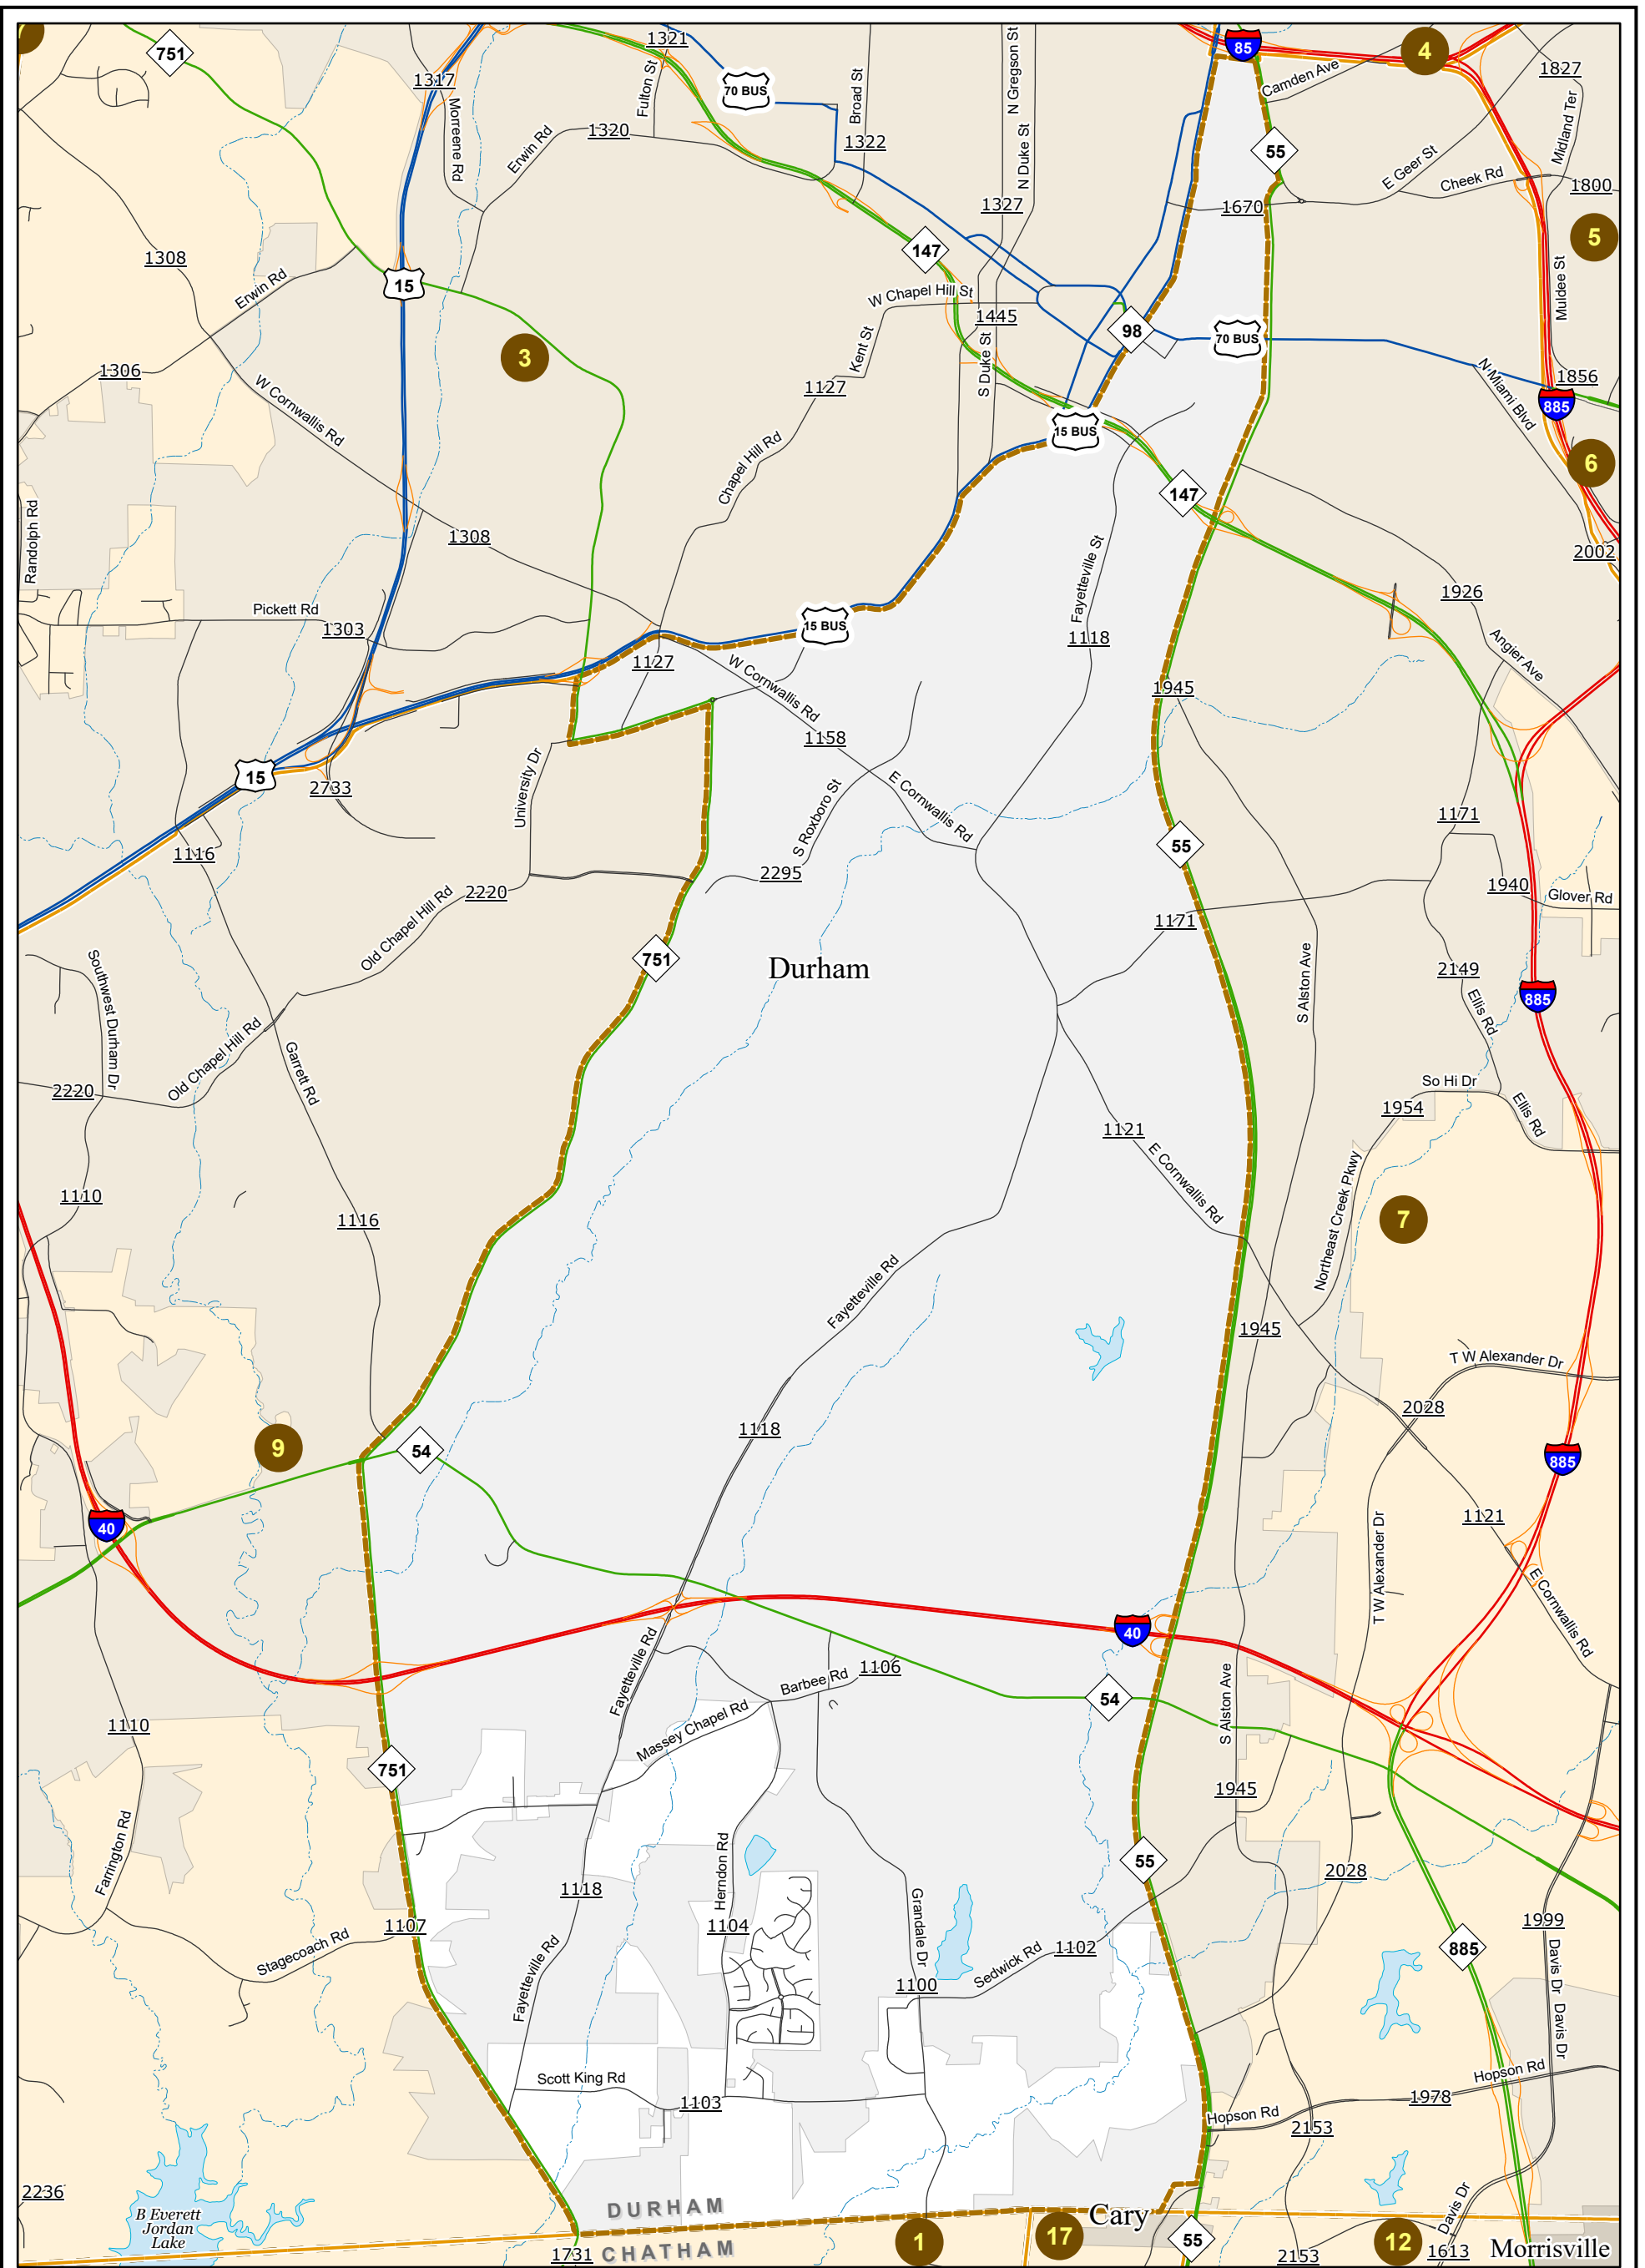 751
1317
Morreene Rd
1321
Fulton St
70 BUS
Broad St
1322
N Gregson St
N Duke St
85
Camden Ave
4
1827
Midland Ter
1320
Erwin Rd
55
E Geer St
Cheek Rd
1800
1327
1670
5
1308
Erwin Rd
15
147
W Chapel Hill St
1445
98
70 BUS
Muldee St
3
Kent St
S Duke St
1306
1127
N Miami Blvd
1856
885
W Cornwallis Rd
Chapel Hill Rd
15 BUS
6
147
Randolph Rd
1308
2002
Fayetteville St
1926
Pickett Rd
1303
15 BUS
1118
Angier Ave
1127
W Cornwallis Rd
1945
1158
15
2733
University Dr
S Roxboro St
E Cornwallis Rd
1171
55
1116
2220
2295
1940
Glover Rd
Old Chapel Hill Rd
1171
751
Durham
S Alston Ave
2149
885
Southwest Durham Dr
Ellis Rd
Old Chapel Hill Rd
Garrett Rd
2220
So Hi Dr
1954
Ellis Rd
1121
E Cornwallis Rd
1110
1116
Northeast Creek Pkwy
7
Fayetteville Rd
1945
T W Alexander Dr
2028
1118
9
54
885
40
1121
T W Alexander Dr
E Cornwallis Rd
40
Fayetteville Rd
Barbee Rd
1106
54
S Alston Ave
Massey Chapel Rd
1110
751
1945
Farrington Rd
55
Herndon Rd
2028
1118
Grandale Dr
1107
1104
1999
Stagecoach Rd
Fayetteville Rd
Sedwick Rd
1102
885
Davis Dr
Davis Dr
1100
Scott King Rd
1103
Hopson Rd
1978
Hopson Rd
2153
2236
B Everett
Jordan
Lake
DURHAM
Cary
Davis Dr
1731
CHATHAM
1
17
55
2153
12
1613
Morrisville